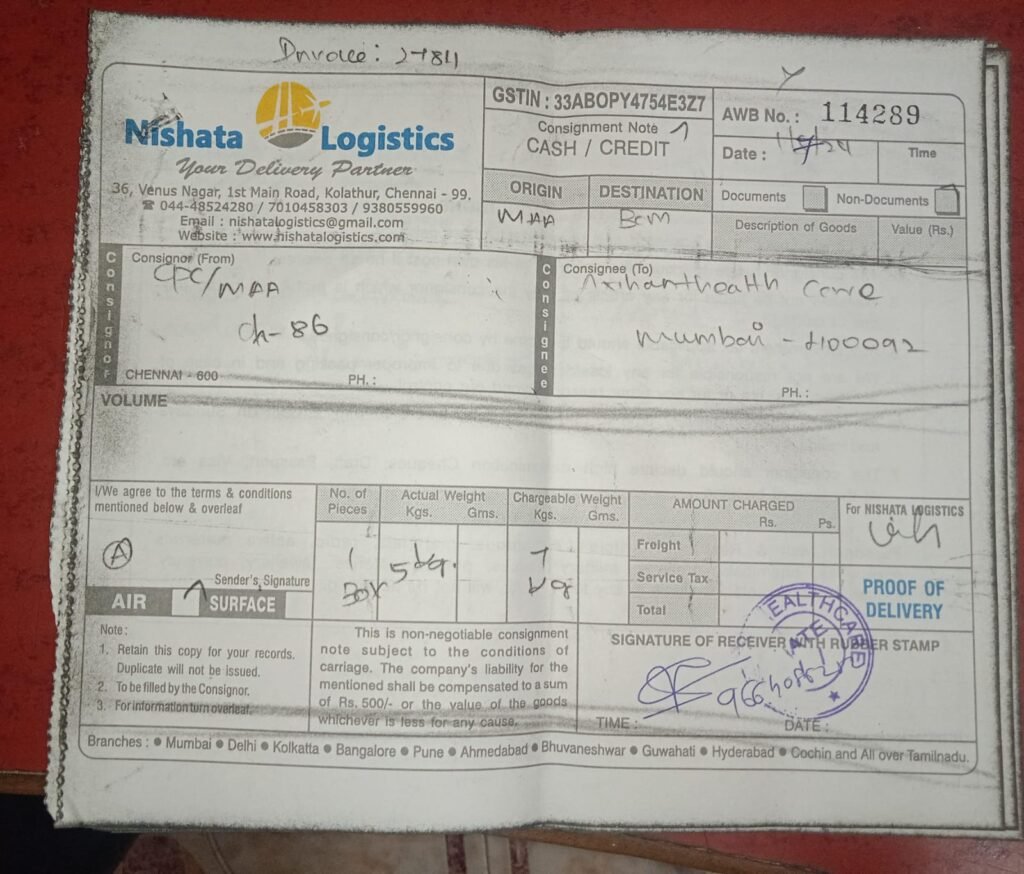 Invoice: 27811
Nishata Logistics
Your Delivery Partner
36, Venus Nagar, 1st Main Road, Kolathur, Chennai - 99.
☎ 044-48524280 / 7010458303 / 9380559960
Email : nishatalogistics@gmail.com
Website : www.nishatalogistics.com
GSTIN : 33ABOPY4754E3Z7
Consignment Note
CASH / CREDIT
AWB No. : 114289
Date :
Time
ORIGIN
DESTINATION
MAA
Bom
Documents
Non-Documents
Description of Goods
Value (Rs.)
Consignor
Consignor (From)
CPC/MAA
Ch-86
CHENNAI - 600
PH. :
Consignee
Consignee (To)
Care
Mumbai - 400092
PH. :
VOLUME
I/We agree to the terms & conditions
mentioned below & overleaf
A
Sender's Signature
AIR
SURFACE
No. of
Pieces
1
Box
Actual Weight
Kgs. Gms.
5 kg.
Chargeable Weight
Kgs. Gms.
7
kg
AMOUNT CHARGED
Rs. Ps.
Freight
Service Tax
Total
For NISHATA LOGISTICS
PROOF OF
DELIVERY
Note :
1. Retain this copy for your records.
Duplicate will not be issued.
2. To be filled by the Consignor.
3. For information turn overleaf.
This is non-negotiable consignment
note subject to the conditions of
carriage. The company's liability for the
mentioned shall be compensated to a sum
of Rs. 500/- or the value of the goods
whichever is less for any cause.
SIGNATURE OF RECEIVER WITH RUBBER STAMP
TIME :
DATE :
Branches : ● Mumbai ● Delhi ● Kolkatta ● Bangalore ● Pune ● Ahmedabad ● Bhuvaneshwar ● Guwahati ● Hyderabad ● Cochin and All over Tamilnadu.